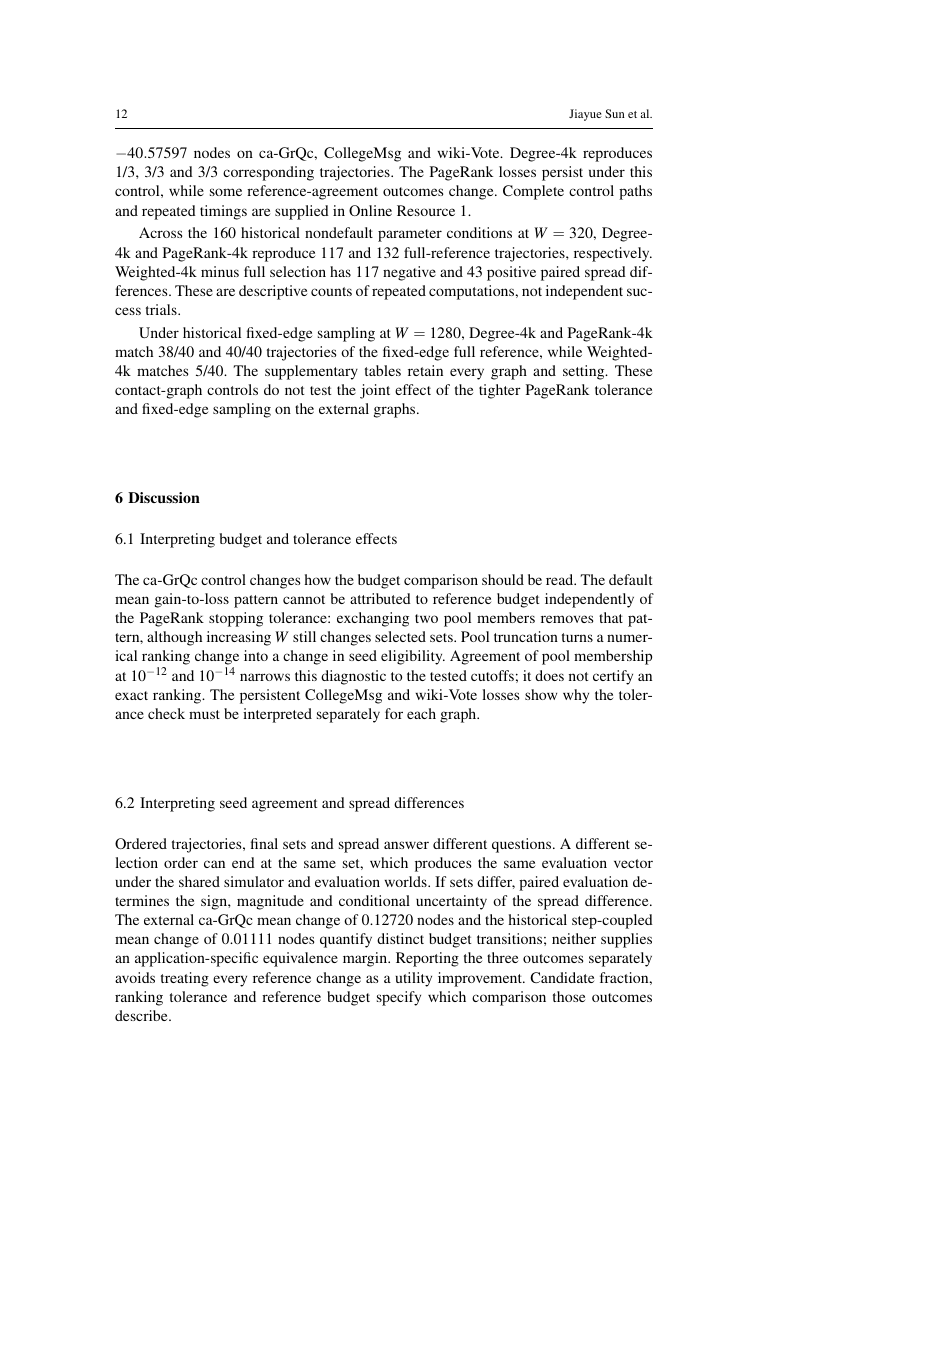 12 Jiayue Sun et al.
−40.57597 nodes on ca-GrQc, CollegeMsg and wiki-Vote. Degree-4k reproduces
1/3, 3/3 and 3/3 corresponding trajectories. The PageRank losses persist under this
control, while some reference-agreement outcomes change. Complete control paths
and repeated timings are supplied in Online Resource 1.
Across the 160 historical nondefault parameter conditions at W = 320, Degree-
4k and PageRank-4k reproduce 117 and 132 full-reference trajectories, respectively.
Weighted-4k minus full selection has 117 negative and 43 positive paired spread dif-
ferences. These are descriptive counts of repeated computations, not independent suc-
cess trials.
Under historical fixed-edge sampling at W = 1280, Degree-4k and PageRank-4k
match 38/40 and 40/40 trajectories of the fixed-edge full reference, while Weighted-
4k matches 5/40. The supplementary tables retain every graph and setting. These
contact-graph controls do not test the joint effect of the tighter PageRank tolerance
and fixed-edge sampling on the external graphs.
6 Discussion
6.1 Interpreting budget and tolerance effects
The ca-GrQc control changes how the budget comparison should be read. The default
mean gain-to-loss pattern cannot be attributed to reference budget independently of
the PageRank stopping tolerance: exchanging two pool members removes that pat-
tern, although increasing W still changes selected sets. Pool truncation turns a numer-
ical ranking change into a change in seed eligibility. Agreement of pool membership
at 10⁻¹² and 10⁻¹⁴ narrows this diagnostic to the tested cutoffs; it does not certify an
exact ranking. The persistent CollegeMsg and wiki-Vote losses show why the toler-
ance check must be interpreted separately for each graph.
6.2 Interpreting seed agreement and spread differences
Ordered trajectories, final sets and spread answer different questions. A different se-
lection order can end at the same set, which produces the same evaluation vector
under the shared simulator and evaluation worlds. If sets differ, paired evaluation de-
termines the sign, magnitude and conditional uncertainty of the spread difference.
The external ca-GrQc mean change of 0.12720 nodes and the historical step-coupled
mean change of 0.01111 nodes quantify distinct budget transitions; neither supplies
an application-specific equivalence margin. Reporting the three outcomes separately
avoids treating every reference change as a utility improvement. Candidate fraction,
ranking tolerance and reference budget specify which comparison those outcomes
describe.